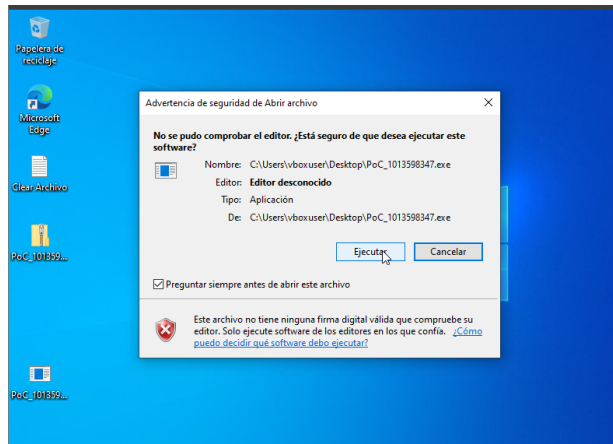 Papelera de
reciclaje
Microsoft
Edge
Clear Archivo
PoC_101359...
PoC_101359...
Advertencia de seguridad de Abrir archivo
No se pudo comprobar el editor. ¿Está seguro de que desea ejecutar este
software?
Nombre: C:\Users\vboxuser\Desktop\PoC_1013598347.exe
Editor: Editor desconocido
Tipo: Aplicación
De: C:\Users\vboxuser\Desktop\PoC_1013598347.exe
Ejecutar Cancelar
Preguntar siempre antes de abrir este archivo
Este archivo no tiene ninguna firma digital válida que compruebe su
editor. Solo ejecute software de los editores en los que confía. ¿Cómo
puedo decidir qué software debo ejecutar?